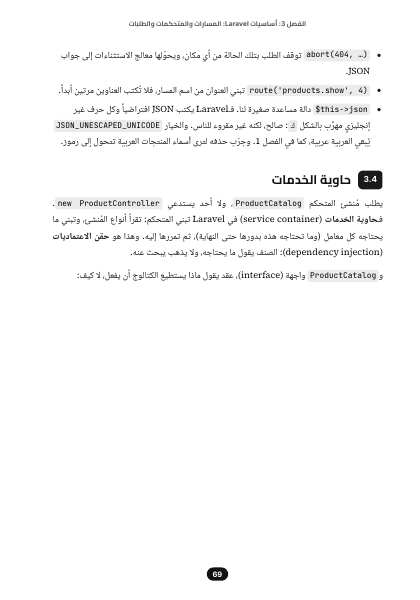 الفصل 3: أساسيات Laravel: المسارات والمتحكمات والطلبات
• abort(404, …) توقف الطلب بتلك الحالة من أي مكان، ويحوّلها معالج الاستثناءات إلى جواب
JSON.
• route('products.show', 4) تبني العنوان من اسم المسار، فلا تُكتب العناوين مرتين أبداً.
• $this->json دالة مساعدة صغيرة لنا. فـLaravel يكتب JSON افتراضياً وكل حرف غير
إنجليزي مهرَّب بالشكل : صالح، لكنه غير مقروء للناس. والخيار JSON_UNESCAPED_UNICODE
يُبقي العربية عربية، كما في الفصل 1. وجرّب حذفه لترى أسماء المنتجات العربية تتحول إلى رموز.
3.4 حاوية الخدمات
يطلب مُنشئ المتحكم ProductCatalog، ولا أحد يستدعي new ProductController.
فـحاوية الخدمات (service container) في Laravel تبني المتحكم: تقرأ أنواع المُنشئ، وتبني ما
يحتاجه كل معامل (وما تحتاجه هذه بدورها حتى النهاية)، ثم تمررها إليه. وهذا هو حقن الاعتماديات
(dependency injection): الصنف يقول ما يحتاجه، ولا يذهب يبحث عنه.
وProductCatalog واجهة (interface)، عقد يقول ماذا يستطيع الكتالوج أن يفعل، لا كيف:
69